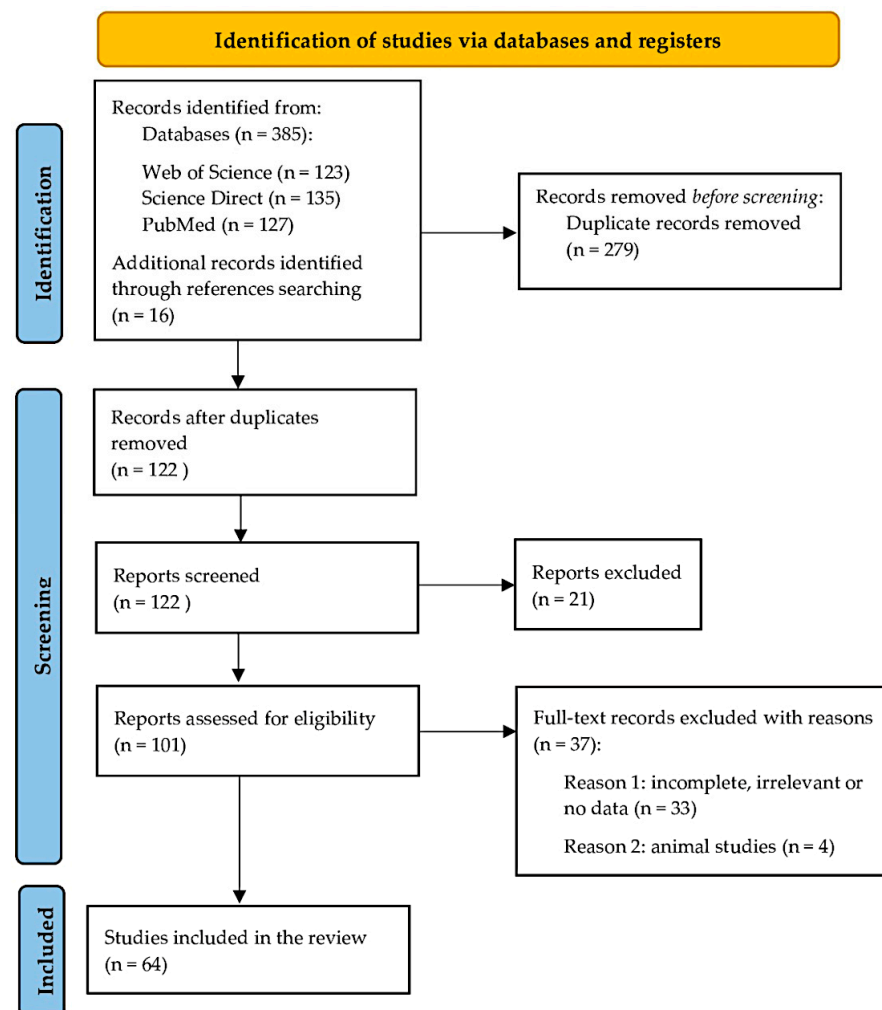 Identification of studies via databases and registers
Identification
Records identified from:
Databases (n = 385):
Web of Science (n = 123)
Science Direct (n = 135)
PubMed (n = 127)
Additional records identified
through references searching
(n = 16)
Records removed before screening:
Duplicate records removed
(n = 279)
Screening
Records after duplicates
removed
(n = 122 )
Reports screened
(n = 122 )
Reports excluded
(n = 21)
Reports assessed for eligibility
(n = 101)
Full-text records excluded with reasons
(n = 37):
Reason 1: incomplete, irrelevant or
no data (n = 33)
Reason 2: animal studies (n = 4)
Included
Studies included in the review
(n = 64)